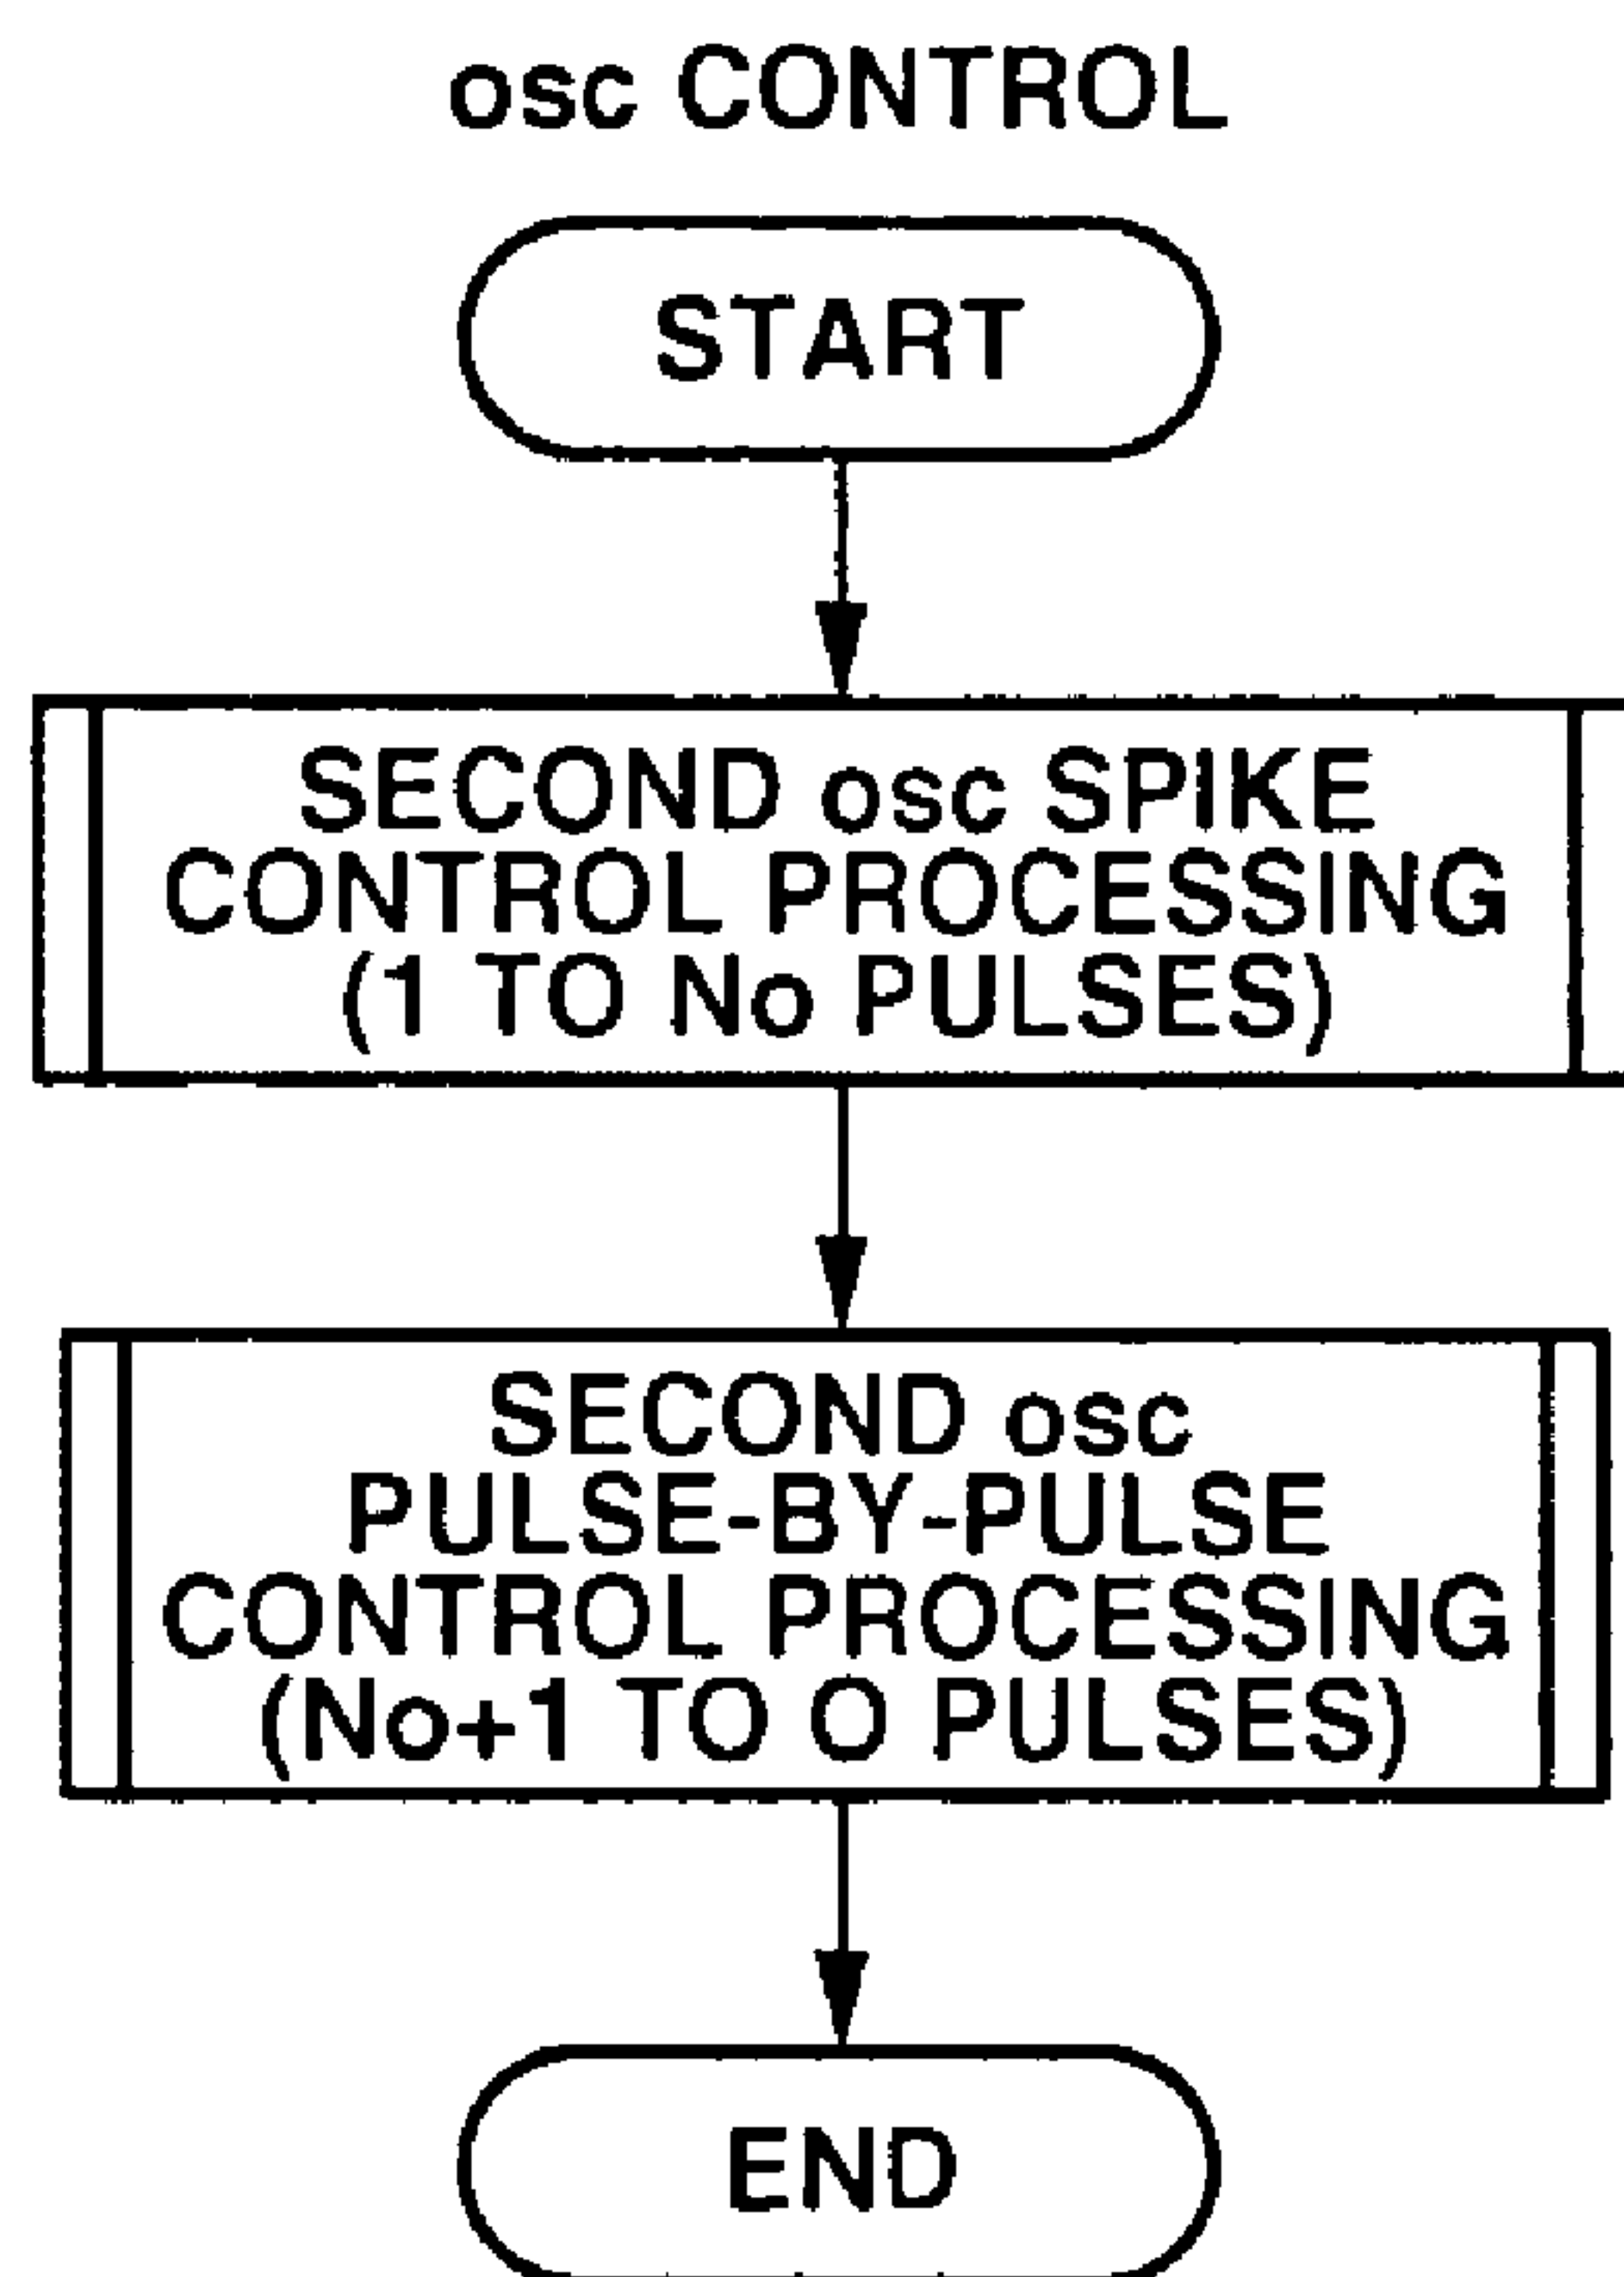 osc CONTROL
START
SECOND osc SPIKE
CONTROL PROCESSING
(1 TO No PULSES)
SECOND osc
PULSE-BY-PULSE
CONTROL PROCESSING
(No+1 TO O PULSES)
END